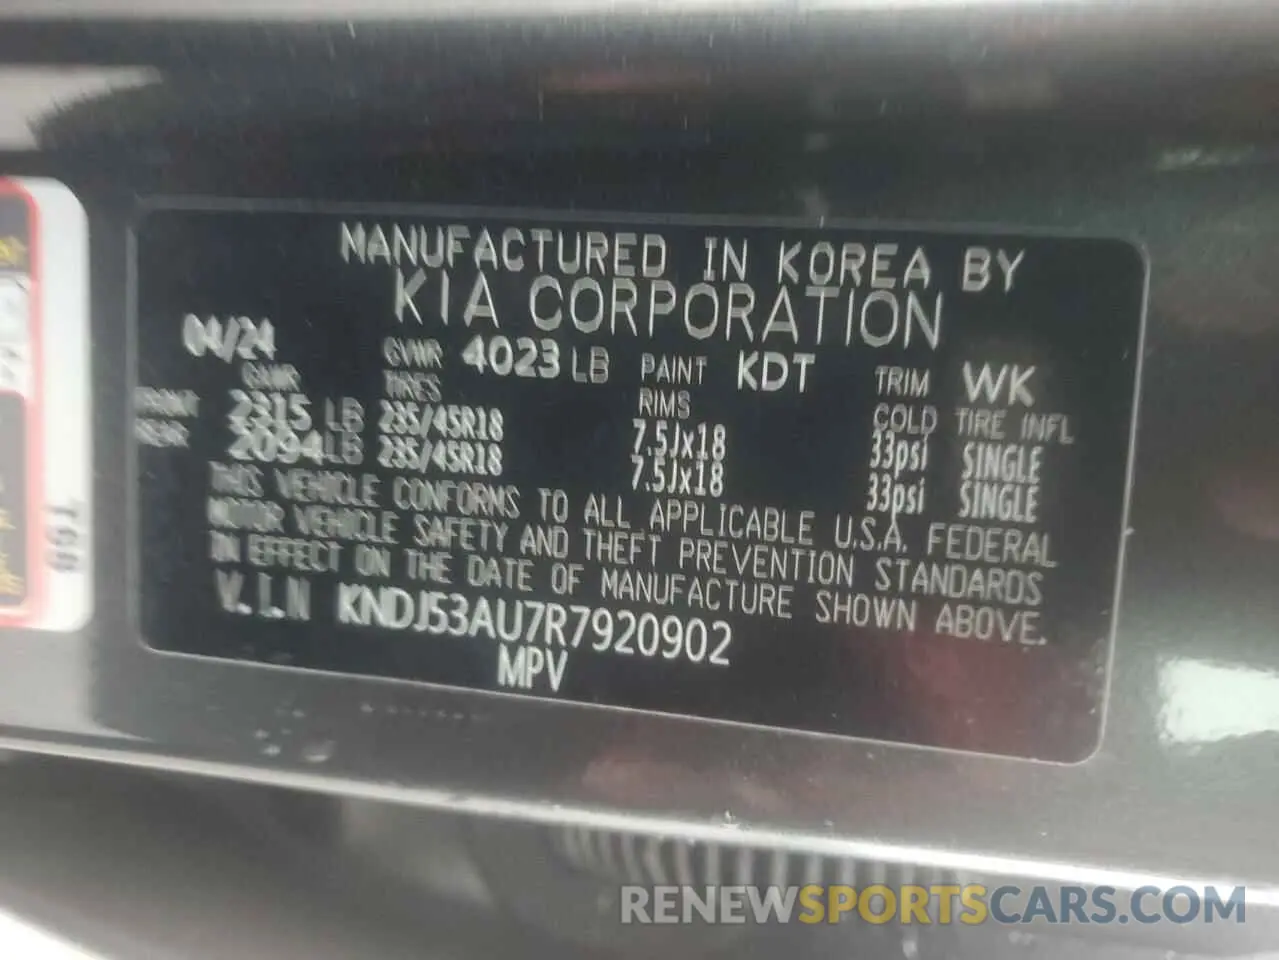 MANUFACTURED IN KOREA BY
KIA CORPORATION
04/24 GVWR 4023 LB PAINT KDT TRIM WK
GAWR TIRES RIMS COLD TIRE INFL
FRONT 2315 LB 235/45R18 7.5Jx18 33psi SINGLE
REAR 2094LB 235/45R18 7.5Jx18 33psi SINGLE
THIS VEHICLE CONFORMS TO ALL APPLICABLE U.S.A. FEDERAL
MOTOR VEHICLE SAFETY AND THEFT PREVENTION STANDARDS
IN EFFECT ON THE DATE OF MANUFACTURE SHOWN ABOVE.
V.I.N KNDJ53AU7R7920902
MPV
RENEWSPORTSCARS.COM